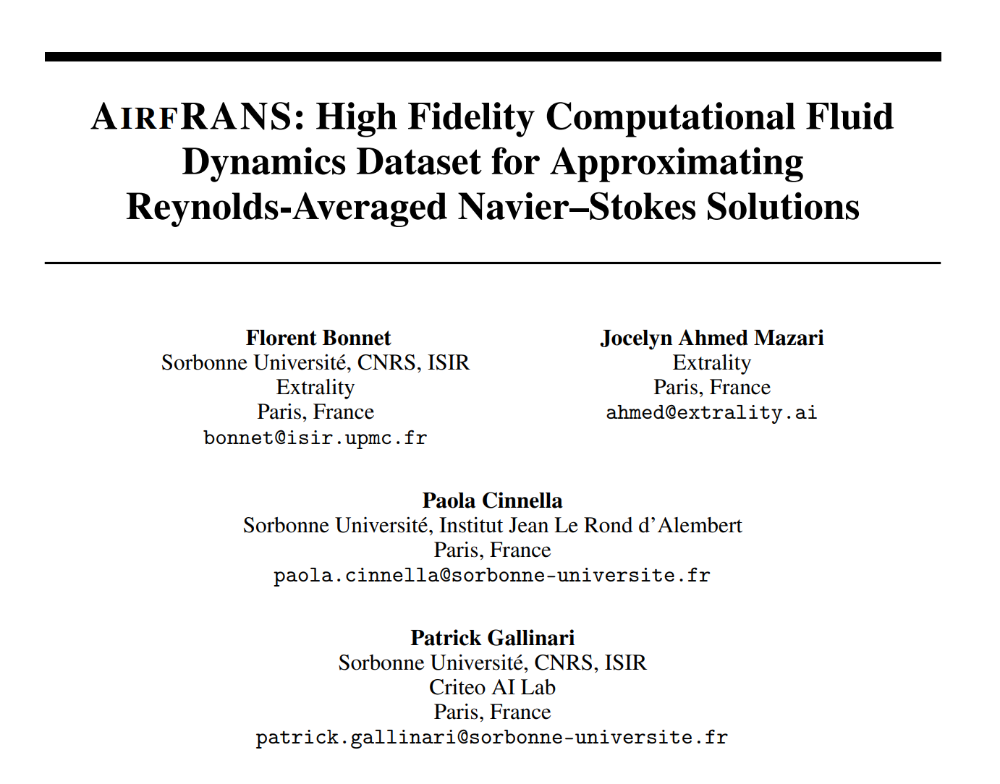 AIRFRANS: High Fidelity Computational Fluid
Dynamics Dataset for Approximating
Reynolds-Averaged Navier–Stokes Solutions
Florent Bonnet
Sorbonne Université, CNRS, ISIR
Extrality
Paris, France
bonnet@isir.upmc.fr
Jocelyn Ahmed Mazari
Extrality
Paris, France
ahmed@extrality.ai
Paola Cinnella
Sorbonne Université, Institut Jean Le Rond d'Alembert
Paris, France
paola.cinnella@sorbonne-universite.fr
Patrick Gallinari
Sorbonne Université, CNRS, ISIR
Criteo AI Lab
Paris, France
patrick.gallinari@sorbonne-universite.fr